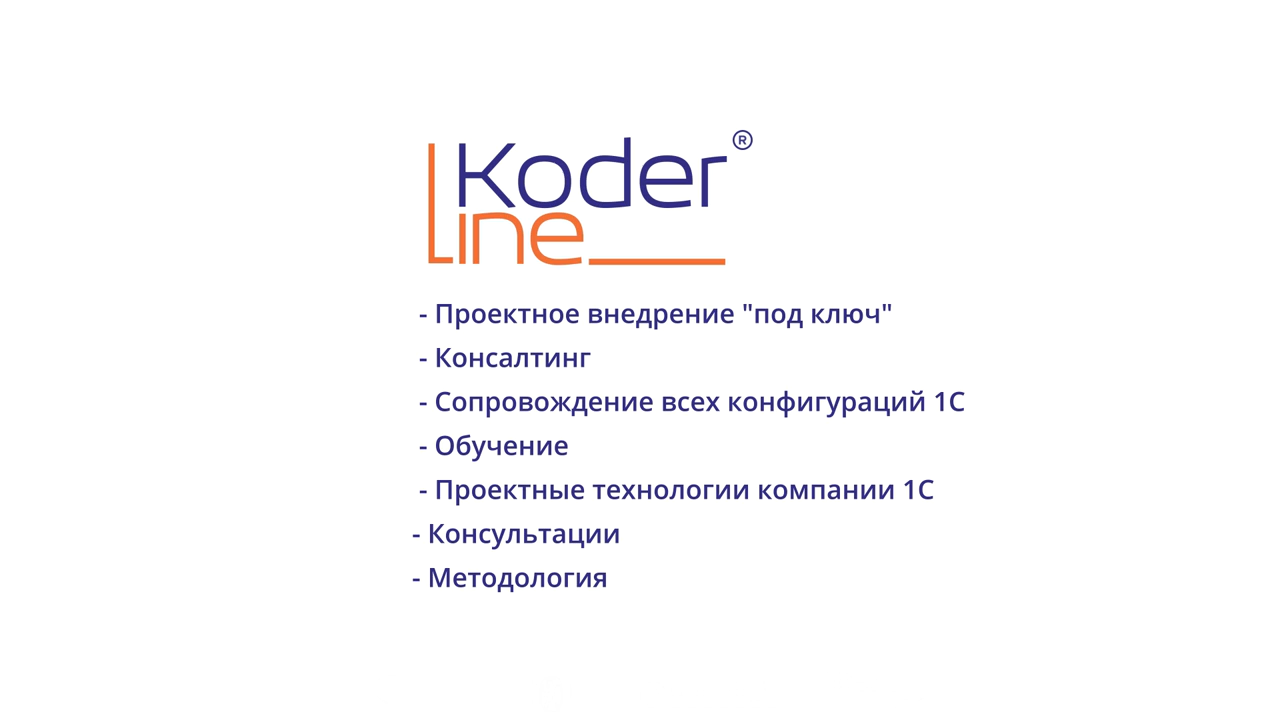 Koder®
Line
- Проектное внедрение "под ключ"
- Консалтинг
- Сопровождение всех конфигураций 1С
- Обучение
- Проектные технологии компании 1С
- Консультации
- Методология